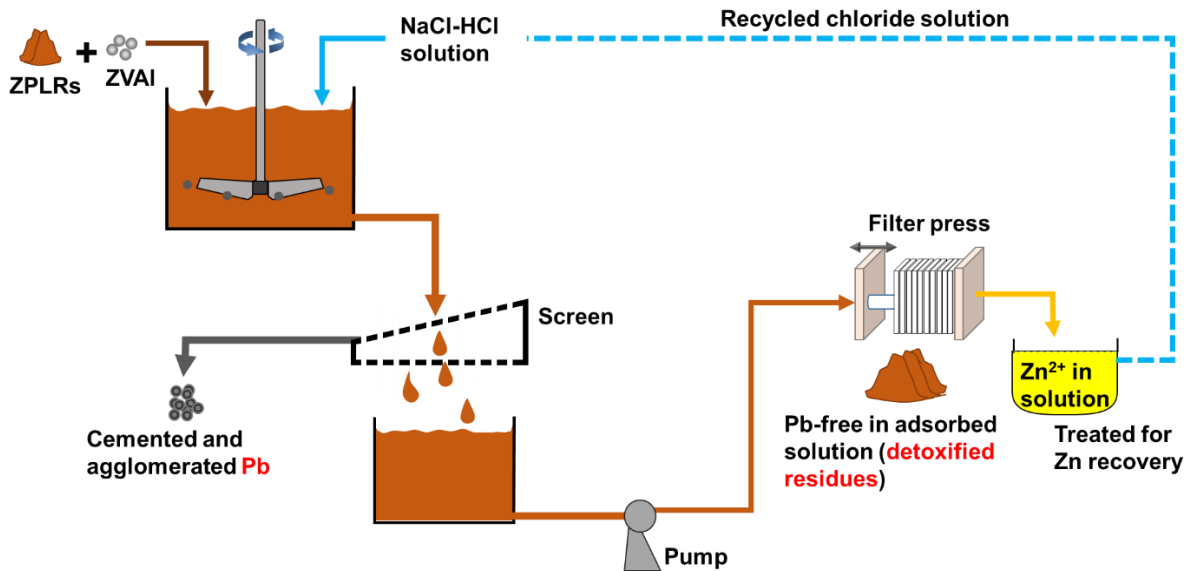 Recycled chloride solution
NaCl-HCl
solution
ZPLRs + ZVAl
Filter press
Screen
Zn²⁺ in
solution
Cemented and
agglomerated Pb
Pb-free in adsorbed
solution (detoxified
residues)
Treated for
Zn recovery
Pump